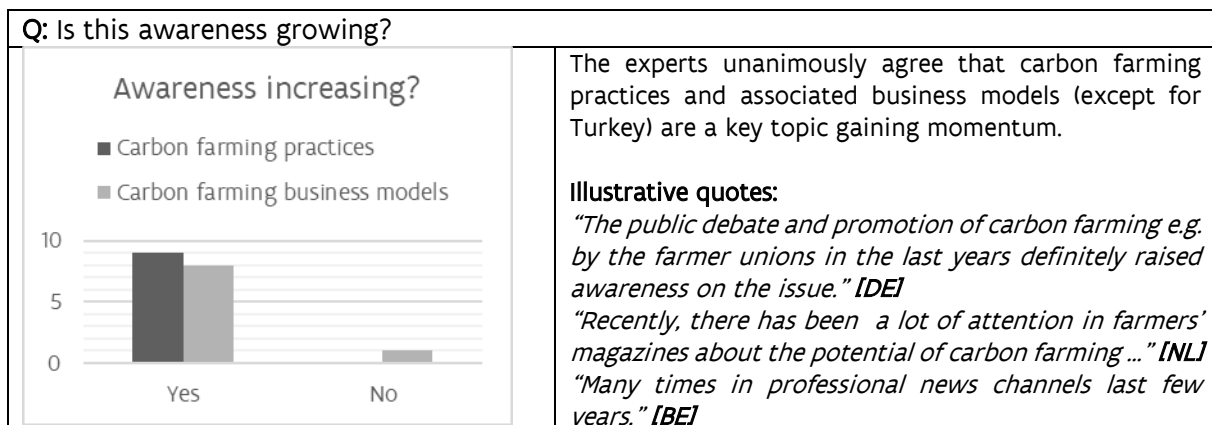 Q: Is this awareness growing?
Awareness increasing?
Carbon farming practices
Carbon farming business models
10
5
0
Yes
No
The experts unanimously agree that carbon farming
practices and associated business models (except for
Turkey) are a key topic gaining momentum.
Illustrative quotes:
“The public debate and promotion of carbon farming e.g.
by the farmer unions in the last years definitely raised
awareness on the issue.” [DE]
“Recently, there has been a lot of attention in farmers’
magazines about the potential of carbon farming …” [NL]
“Many times in professional news channels last few
years.” [BE]